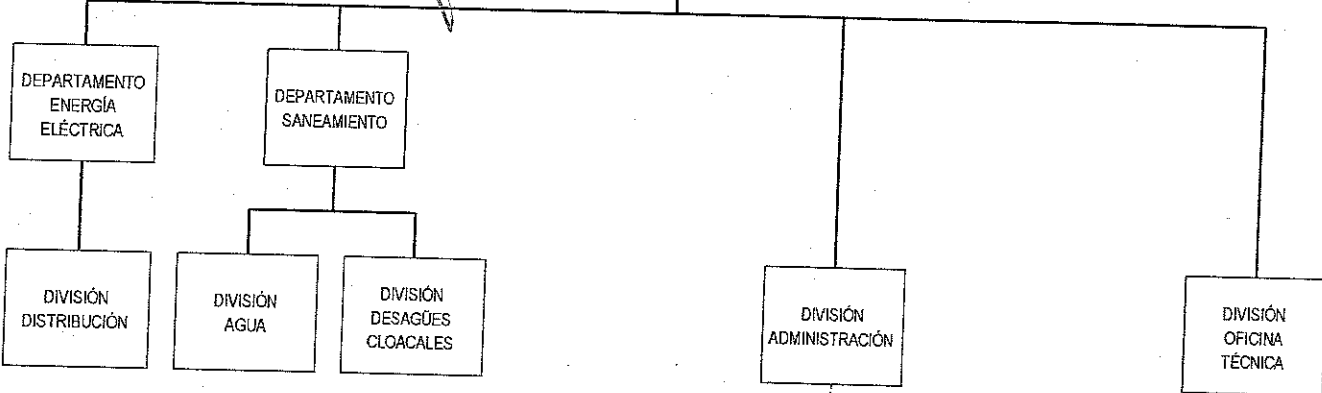 DEPARTAMENTO
ENERGÍA
ELÉCTRICA
DEPARTAMENTO
SANEAMIENTO
DIVISIÓN
DISTRIBUCIÓN
DIVISIÓN
AGUA
DIVISIÓN
DESAGÜES
CLOACALES
DIVISIÓN
ADMINISTRACIÓN
DIVISIÓN
OFICINA
TÉCNICA